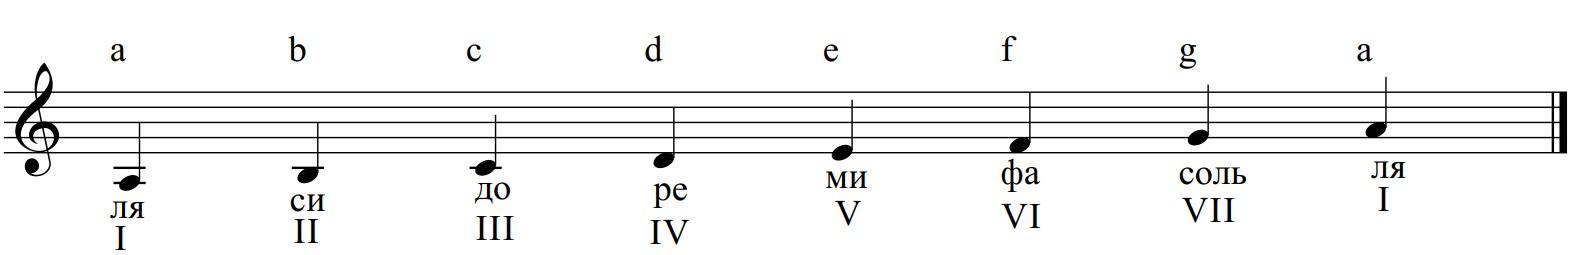 a b c d e f g a
ля си до ре ми фа соль ля
I II III IV V VI VII I